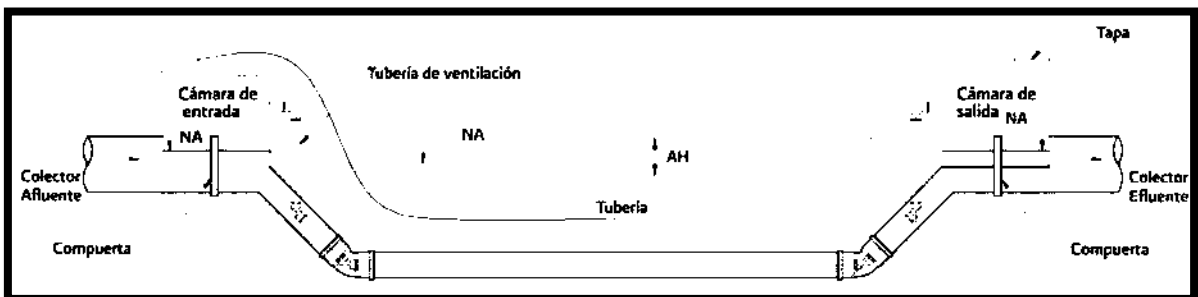 Tapa
Tubería de ventilación
Cámara de
entrada
Cámara de
salida
NA
NA
NA
AH
Colector
Afluente
Colector
Efluente
Tubería
Compuerta
Compuerta